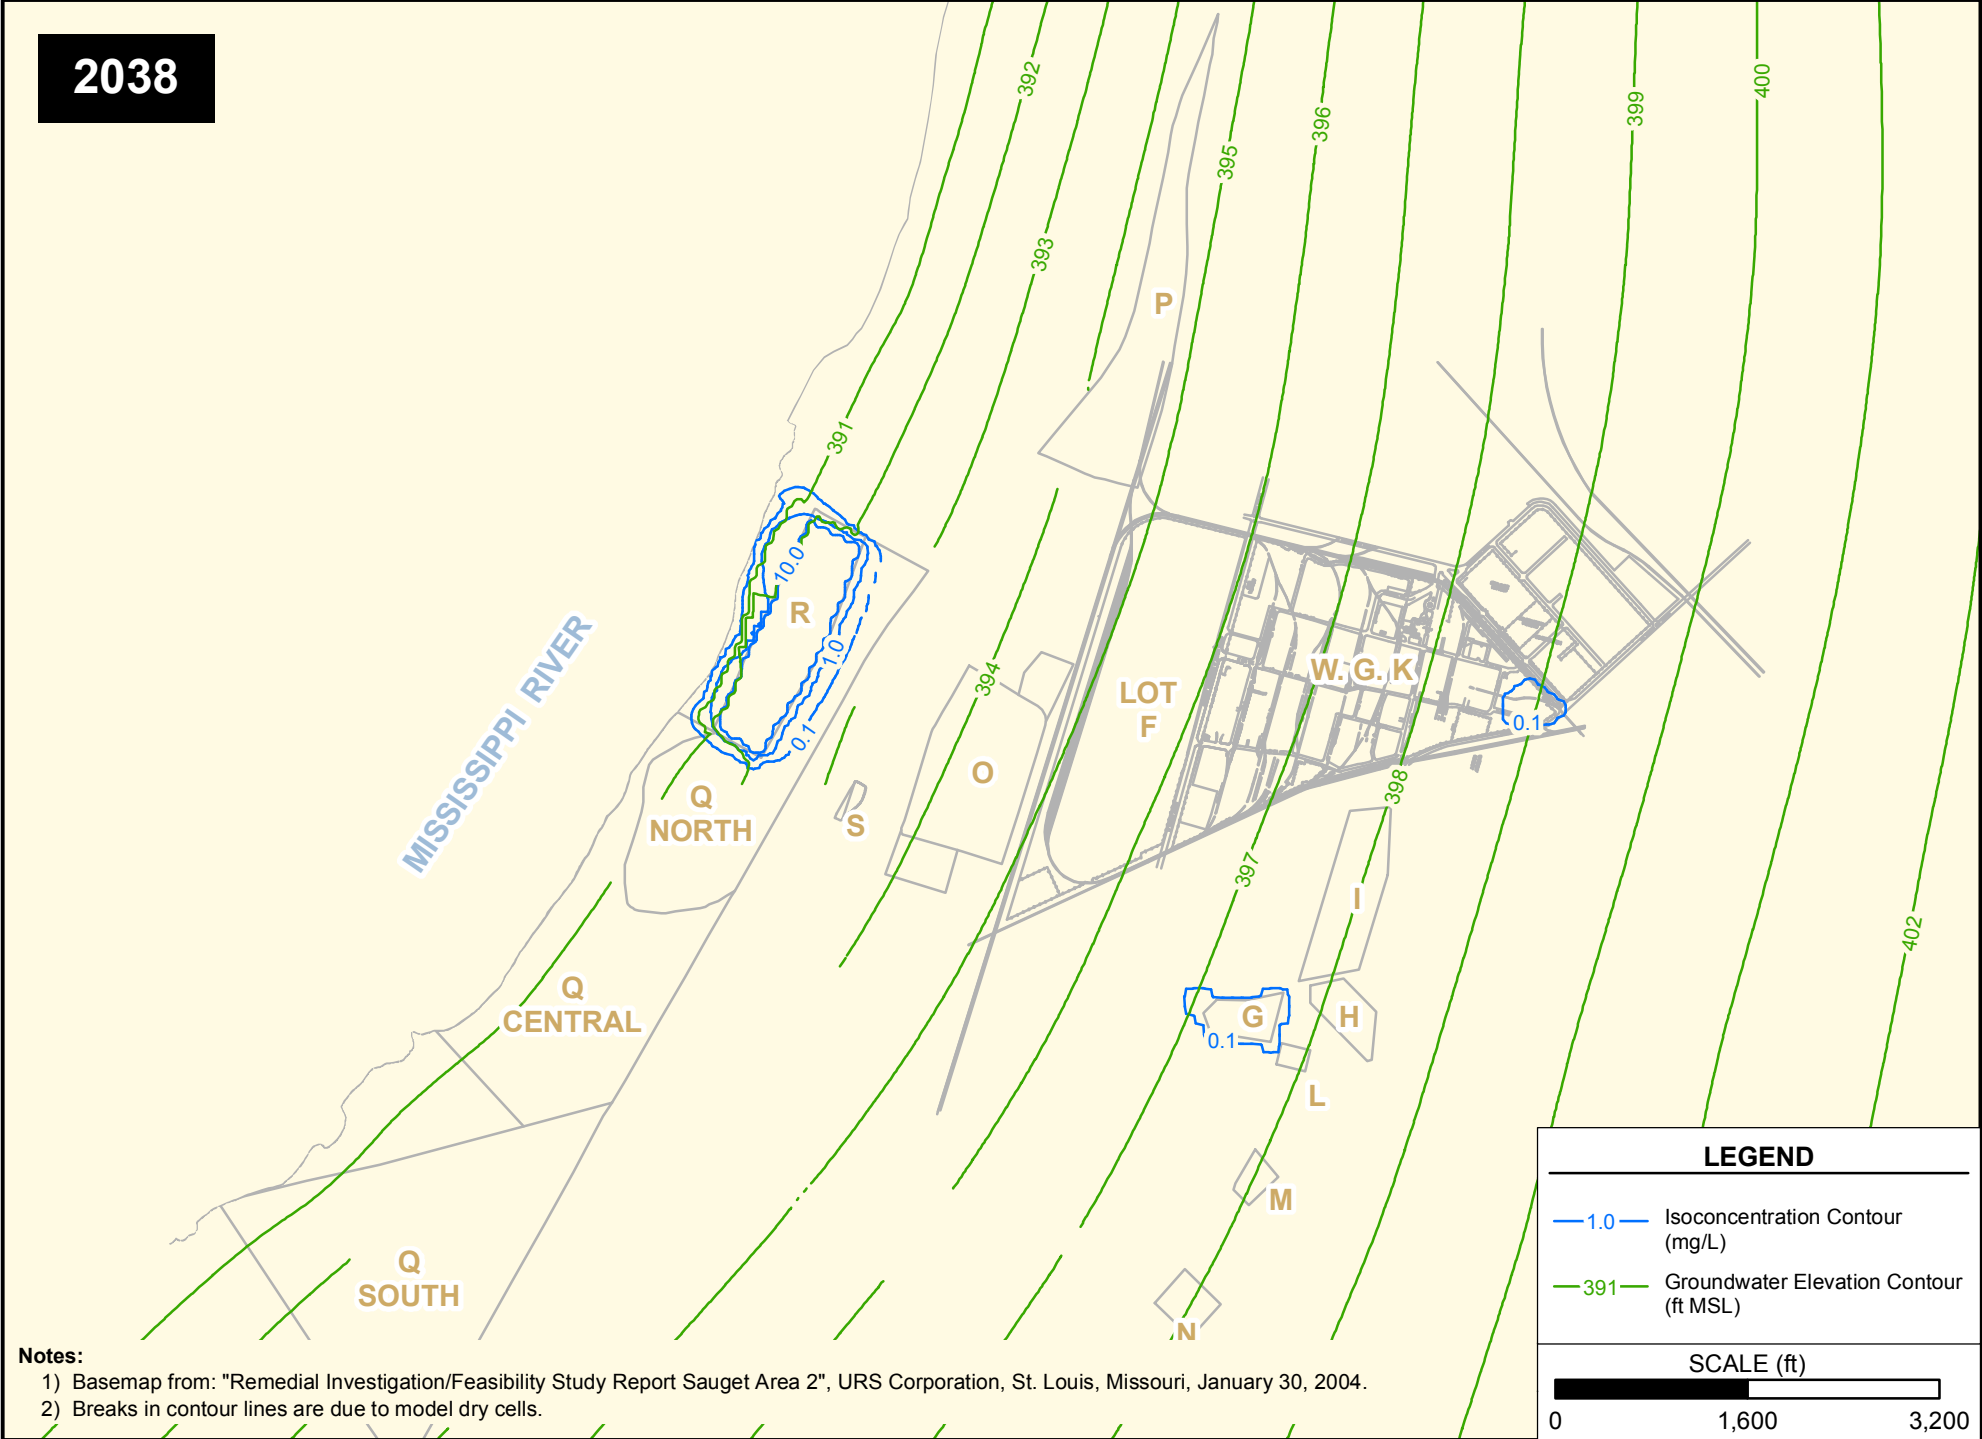 2038
392
400
399
396
395
393
P
391
10.0
R
1.0
MISSISSIPPI RIVER
394
LOT
F
W. G. K
0.1
0.1
O
398
Q
NORTH
S
397
I
402
Q
CENTRAL
G
H
0.1
L
M
Q
SOUTH
N
LEGEND
1.0 Isoconcentration Contour
(mg/L)
391 Groundwater Elevation Contour
(ft MSL)
SCALE (ft)
0 1,600 3,200
Notes:
1) Basemap from: "Remedial Investigation/Feasibility Study Report Sauget Area 2", URS Corporation, St. Louis, Missouri, January 30, 2004.
2) Breaks in contour lines are due to model dry cells.